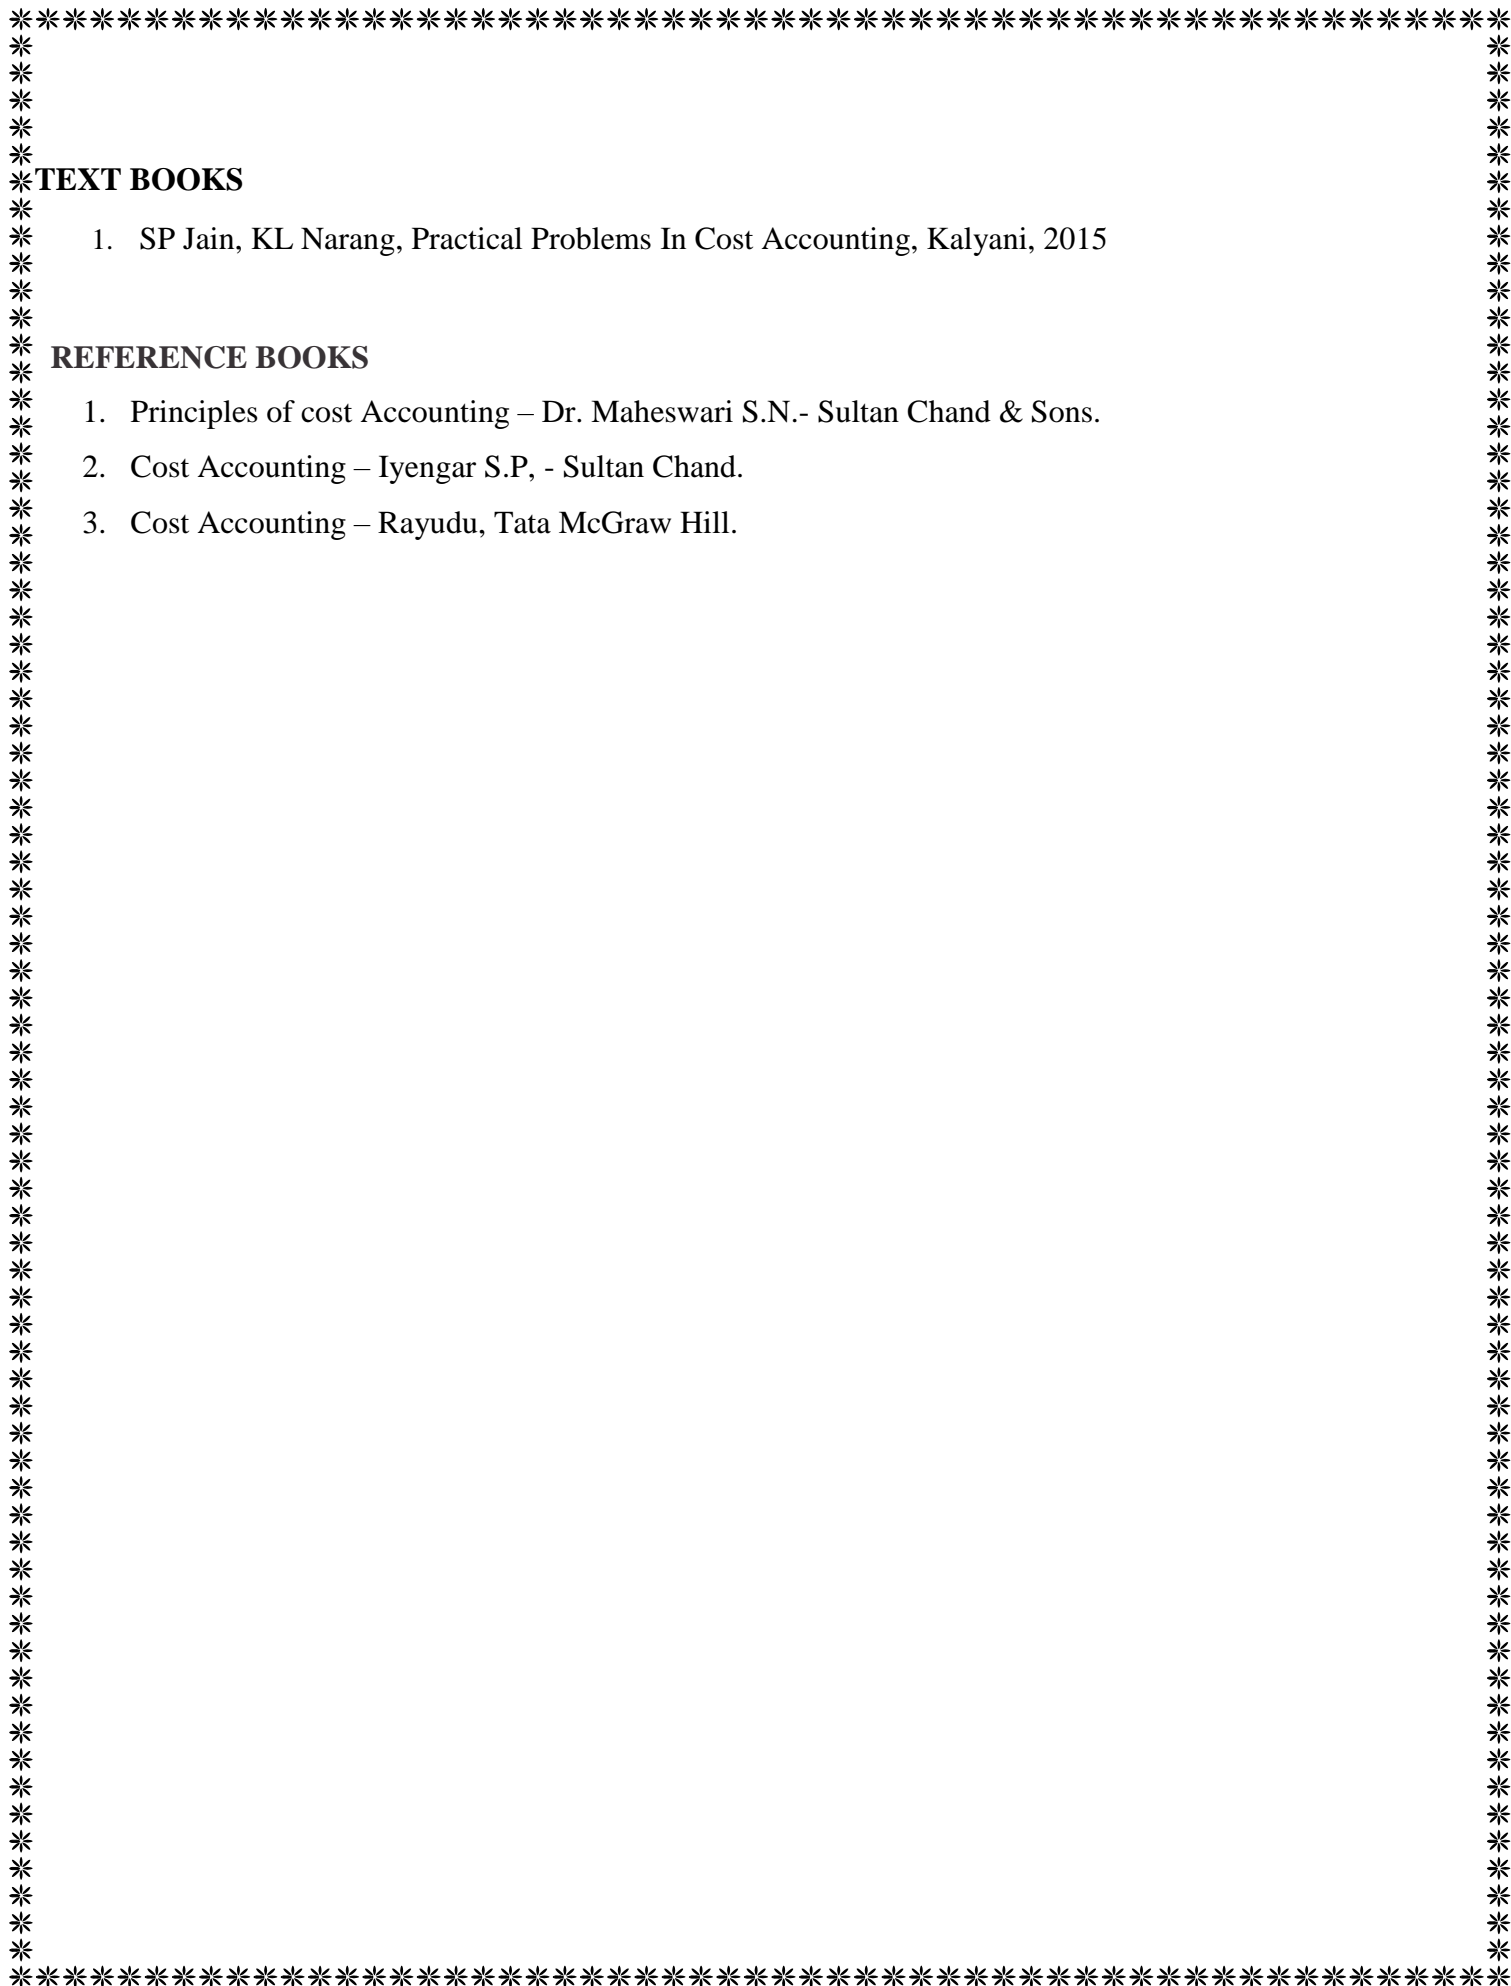 TEXT BOOKS
1. SP Jain, KL Narang, Practical Problems In Cost Accounting, Kalyani, 2015
REFERENCE BOOKS
1. Principles of cost Accounting – Dr. Maheswari S.N.- Sultan Chand & Sons.
2. Cost Accounting – Iyengar S.P, - Sultan Chand.
3. Cost Accounting – Rayudu, Tata McGraw Hill.